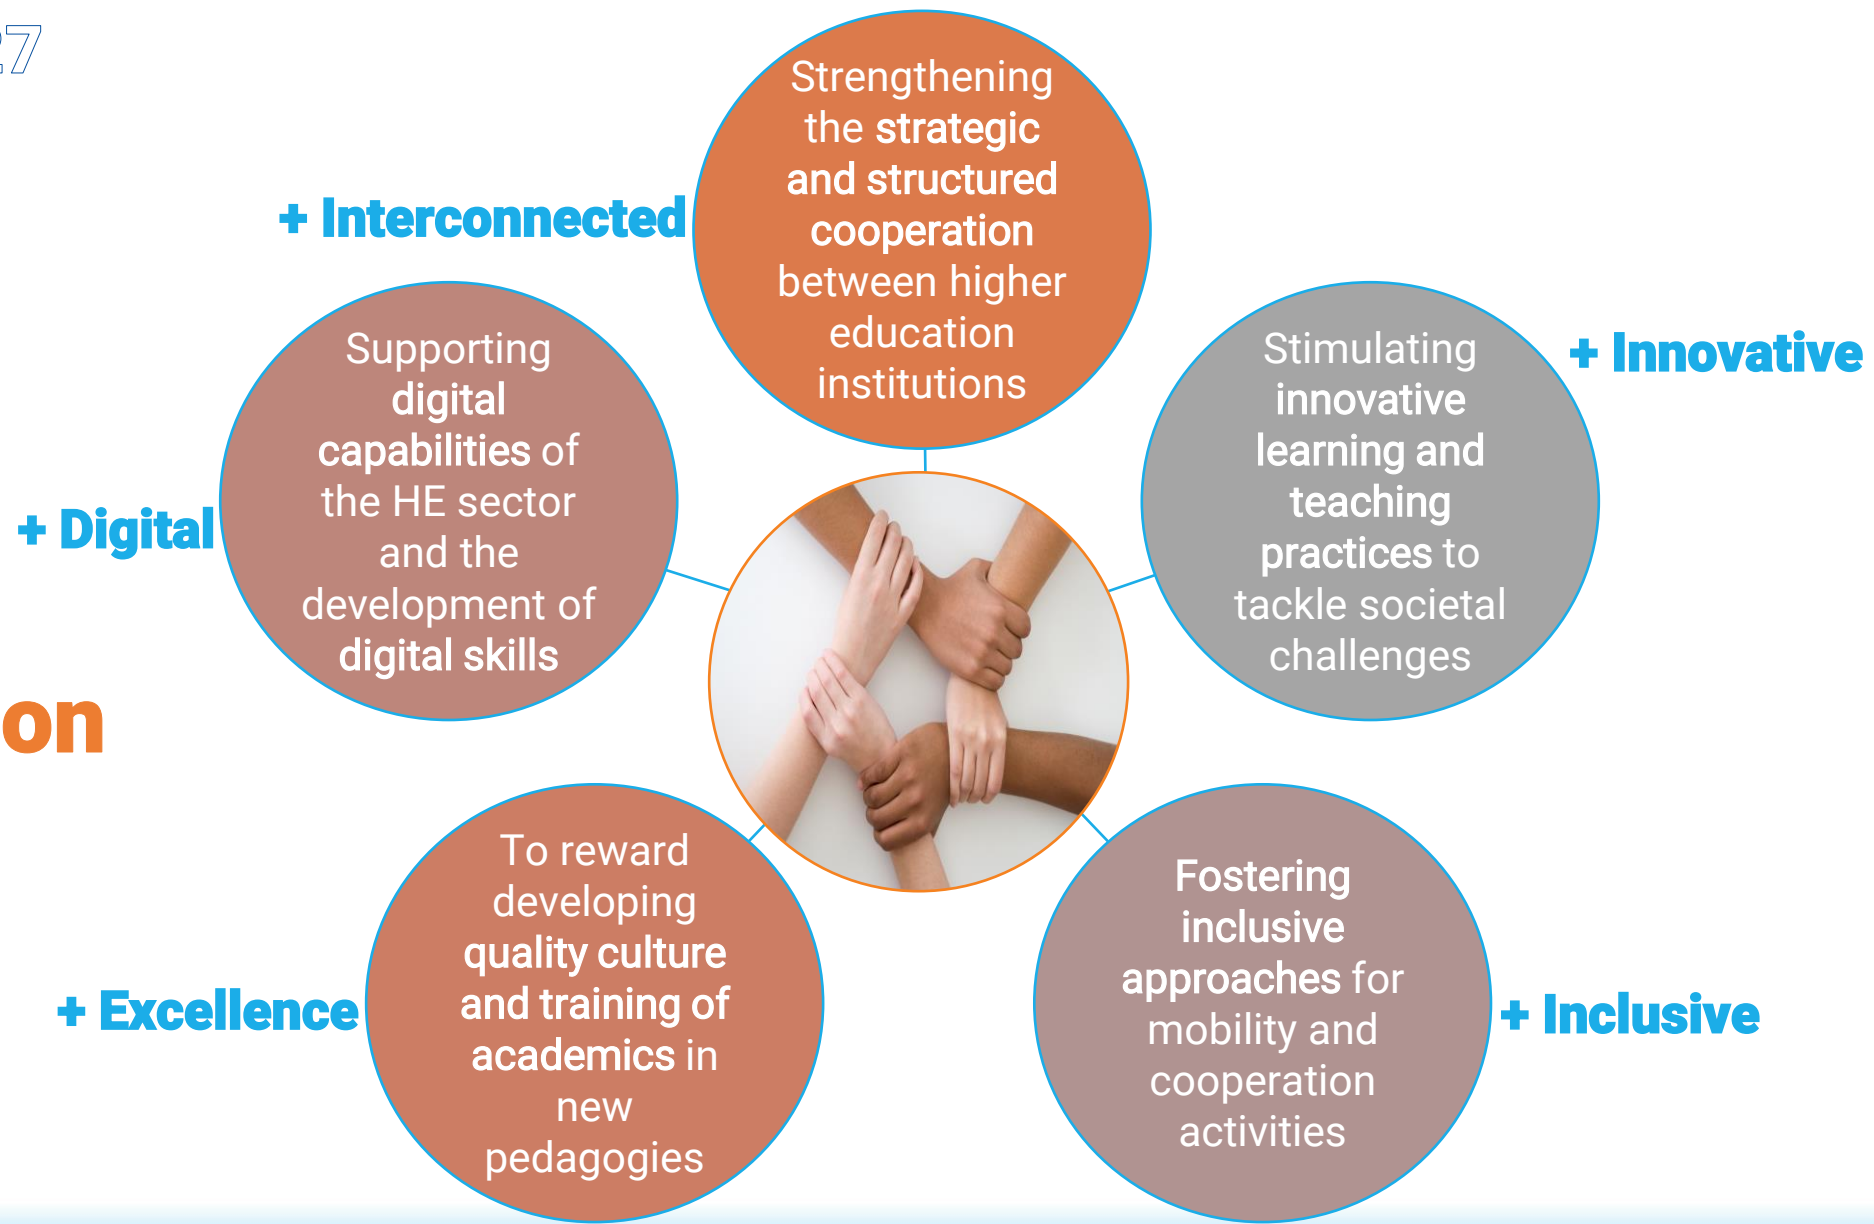 27
+ Interconnected
Strengthening
the strategic
and structured
cooperation
between higher
education
institutions
+ Digital
Supporting
digital
capabilities of
the HE sector
and the
development of
digital skills
Stimulating
innovative
learning and
teaching
practices to
tackle societal
challenges
+ Innovative
on
+ Excellence
To reward
developing
quality culture
and training of
academics in
new
pedagogies
Fostering
inclusive
approaches for
mobility and
cooperation
activities
+ Inclusive